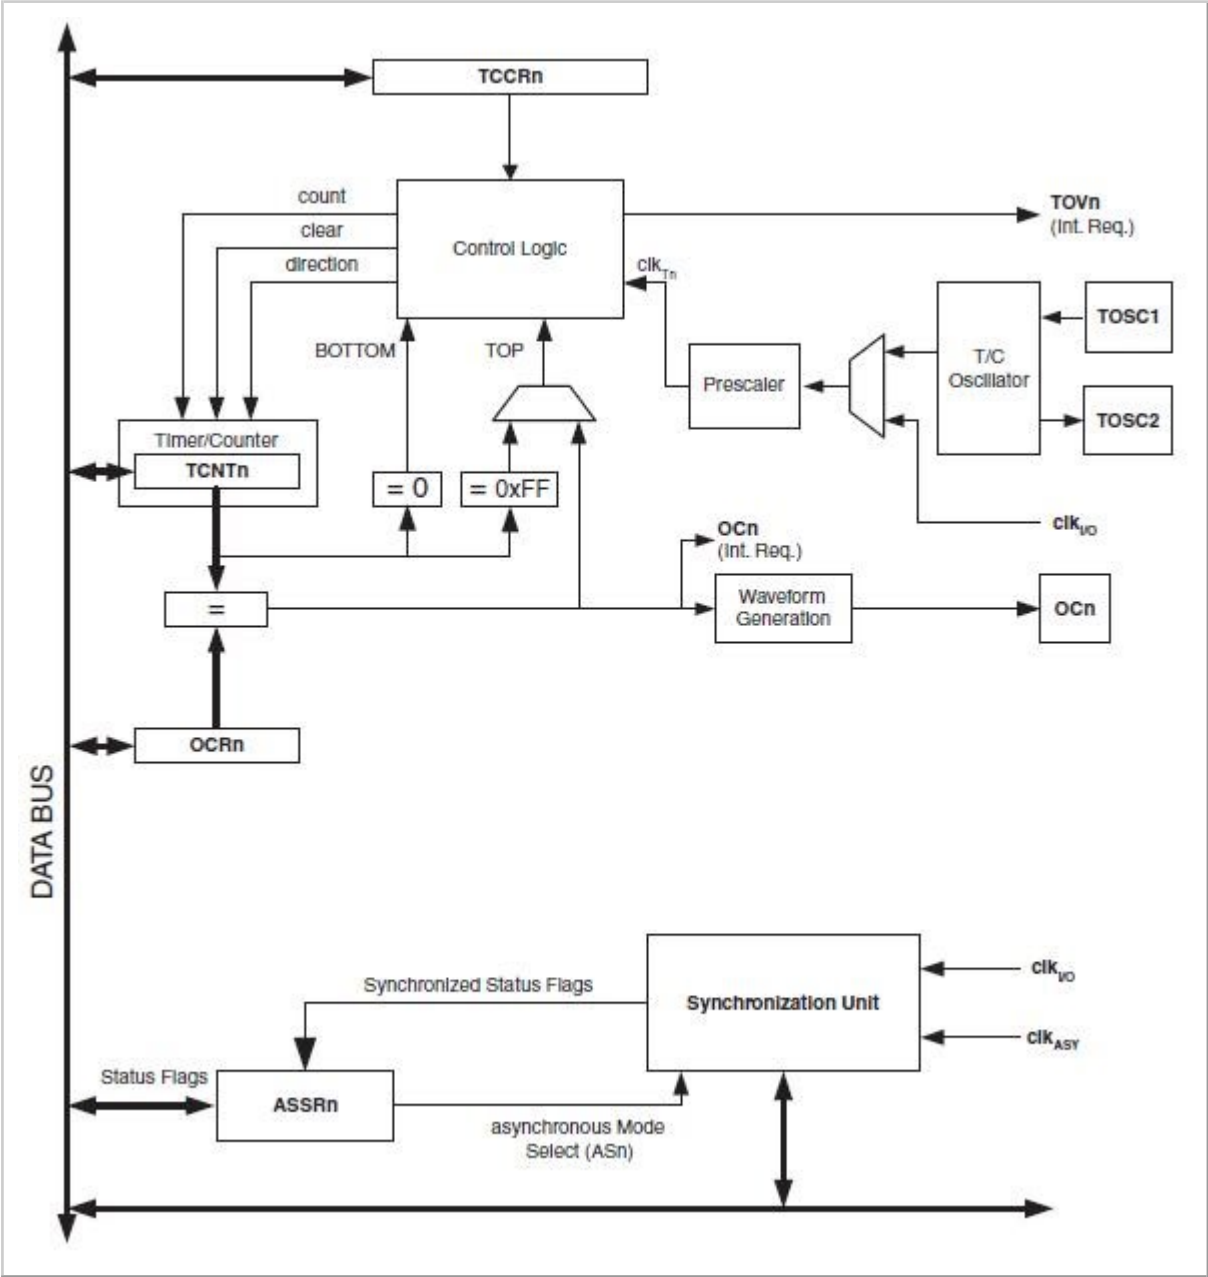 TCCRn
count
clear
direction
Control Logic
TOVn
(Int. Req.)
clkTn
BOTTOM
TOP
Prescaler
T/C
Oscillator
TOSC1
TOSC2
Timer/Counter
TCNTn
= 0
= 0xFF
clkI/O
OCn
(Int. Req.)
=
Waveform
Generation
OCn
OCRn
DATA BUS
Synchronized Status Flags
Synchronization Unit
clkI/O
clkASY
Status Flags
ASSRn
asynchronous Mode
Select (ASn)